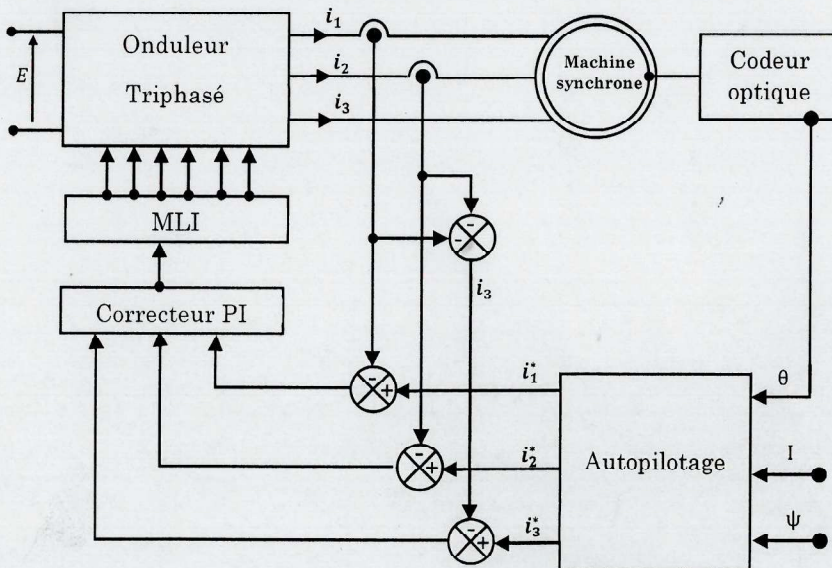 i₁
Onduleur
Triphasé
E
i₂
i₃
Machine
synchrone
Codeur
optique
MLI
- -
i₃
Correcteur PI
- +
i₁*
θ
- +
i₂*
Autopilotage
I
- +
i₃*
ψ